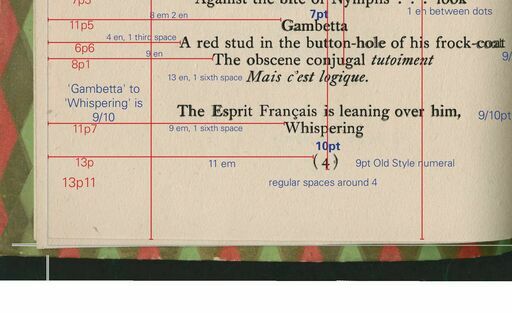 7p3
Against the bite of Nymphs . . . took
8 em 2 en
7pt
1 en between dots
11p5
Gambetta
4 en, 1 third space
6p6
A red stud in the button-hole of his frock-coat
9 en
9/
8p1
The obscene conjugal tutoiment
13 en, 1 sixth space
Mais c'est logique.
'Gambetta' to
'Whispering' is
9/10
The Esprit Français is leaning over him,
9/10pt
11p7
9 em, 1 sixth space
Whispering
10pt
13p
11 em
(4)
9pt Old Style numeral
13p11
regular spaces around 4